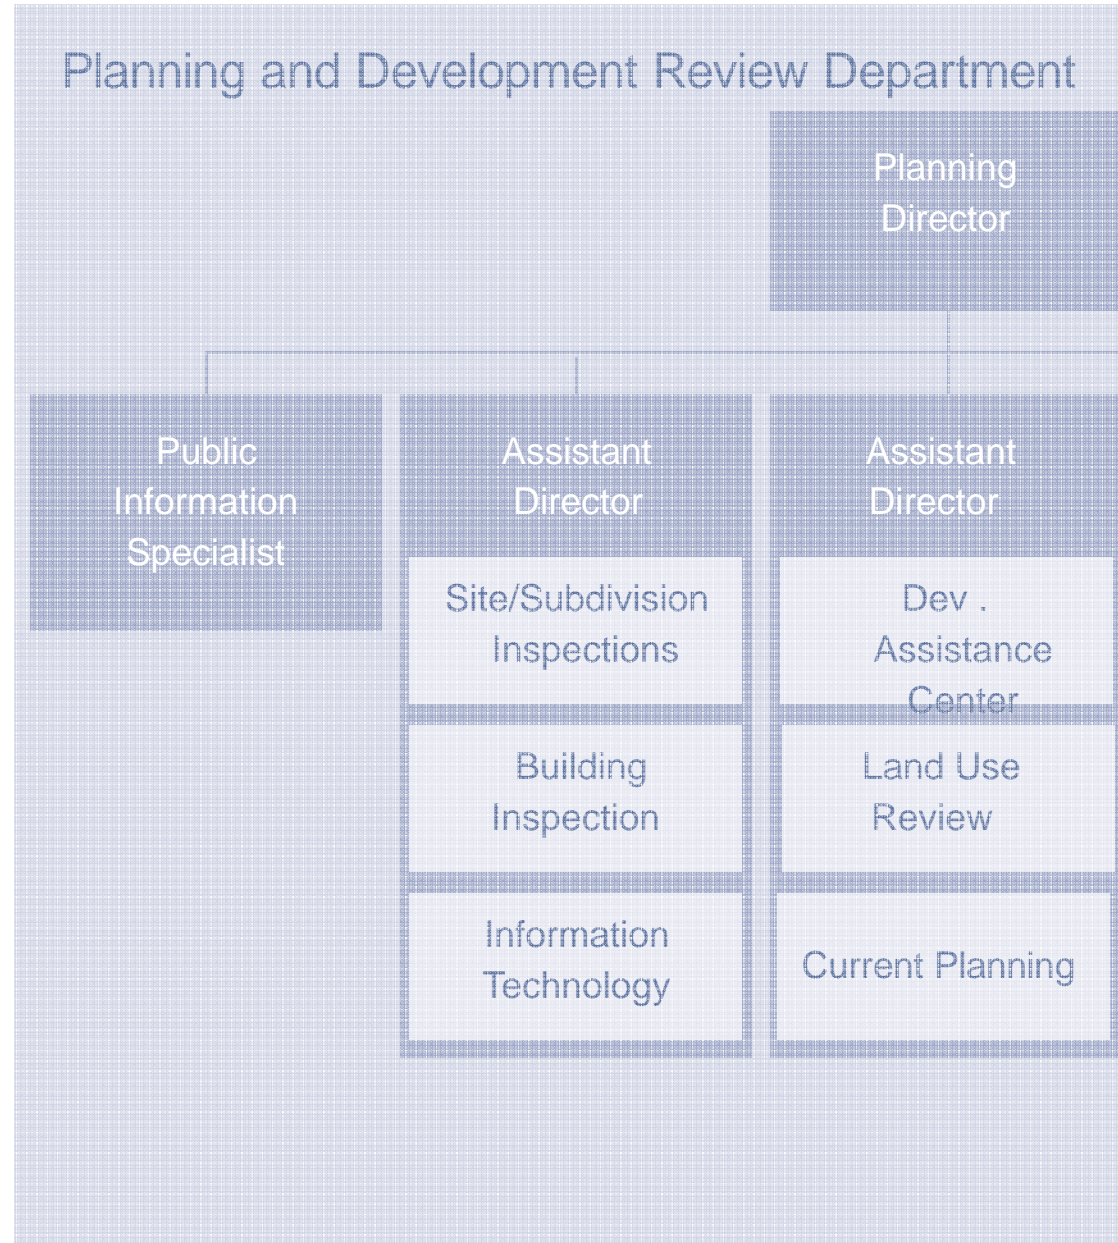 Planning and Development Review Department
Planning
Director
Public
Information
Specialist
Assistant
Director
Site/Subdivision
Inspections
Building
Inspection
Information
Technology
Assistant
Director
Dev .
Assistance
Center
Land Use
Review
Current Planning